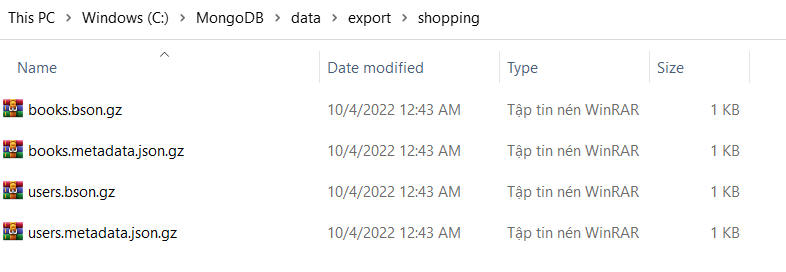 This PC > Windows (C:) > MongoDB > data > export > shopping
Name Date modified Type Size
books.bson.gz 10/4/2022 12:43 AM Tập tin nén WinRAR 1 KB
books.metadata.json.gz 10/4/2022 12:43 AM Tập tin nén WinRAR 1 KB
users.bson.gz 10/4/2022 12:43 AM Tập tin nén WinRAR 1 KB
users.metadata.json.gz 10/4/2022 12:43 AM Tập tin nén WinRAR 1 KB